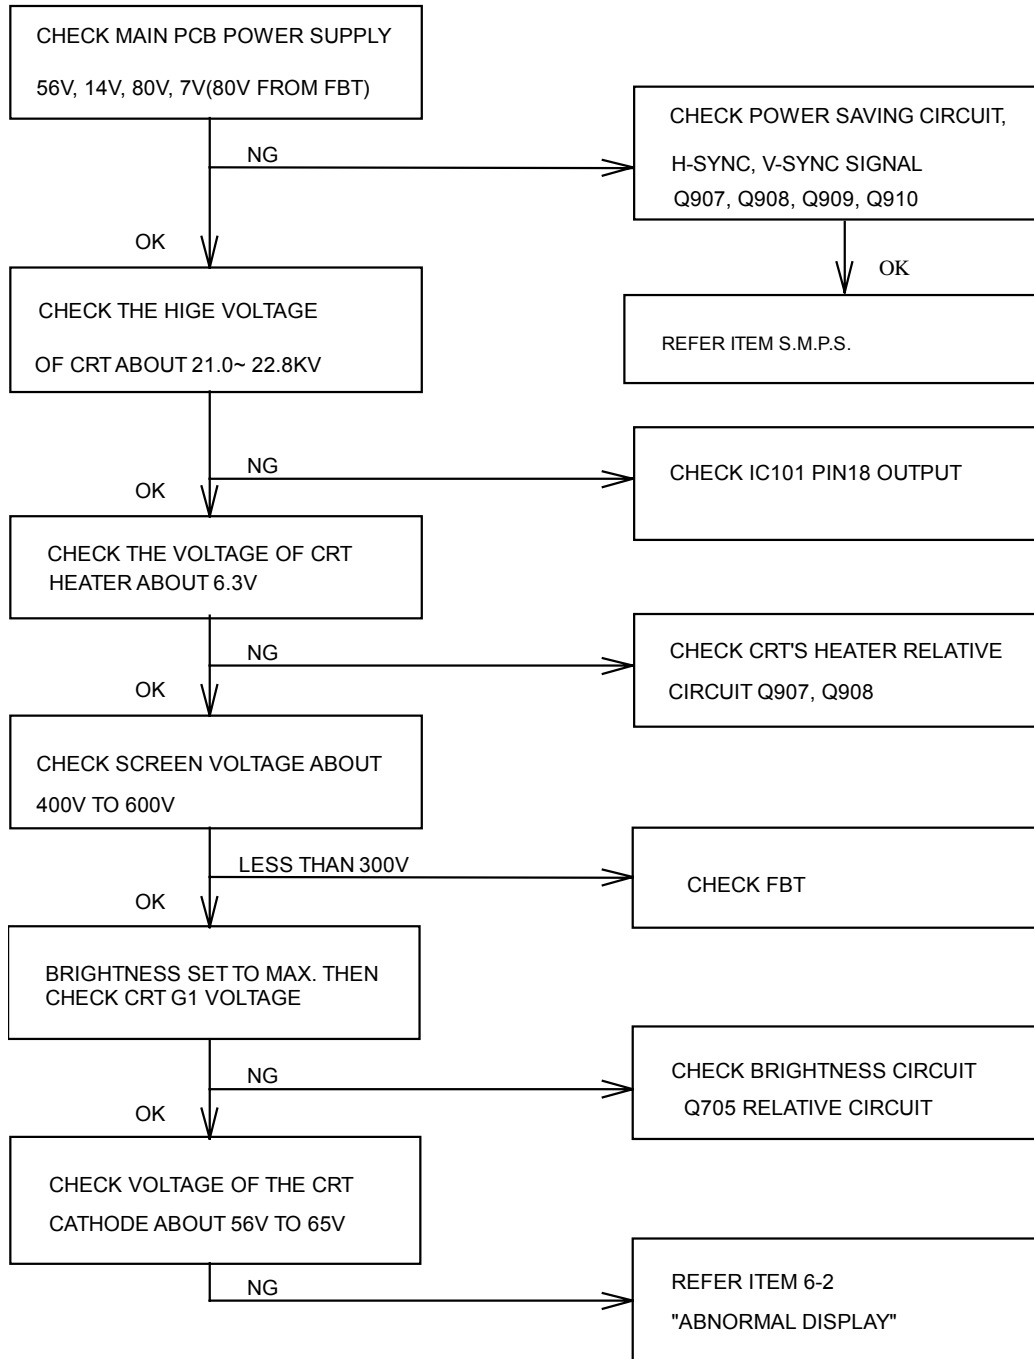 CHECK MAIN PCB POWER SUPPLY
56V, 14V, 80V, 7V(80V FROM FBT)
NG
CHECK POWER SAVING CIRCUIT,
H-SYNC, V-SYNC SIGNAL
Q907, Q908, Q909, Q910
OK
OK
CHECK THE HIGE VOLTAGE
OF CRT ABOUT 21.0~ 22.8KV
REFER ITEM S.M.P.S.
NG
CHECK IC101 PIN18 OUTPUT
OK
CHECK THE VOLTAGE OF CRT
HEATER ABOUT 6.3V
NG
CHECK CRT'S HEATER RELATIVE
CIRCUIT Q907, Q908
OK
CHECK SCREEN VOLTAGE ABOUT
400V TO 600V
LESS THAN 300V
CHECK FBT
OK
BRIGHTNESS SET TO MAX. THEN
CHECK CRT G1 VOLTAGE
NG
CHECK BRIGHTNESS CIRCUIT
Q705 RELATIVE CIRCUIT
OK
CHECK VOLTAGE OF THE CRT
CATHODE ABOUT 56V TO 65V
NG
REFER ITEM 6-2
"ABNORMAL DISPLAY"